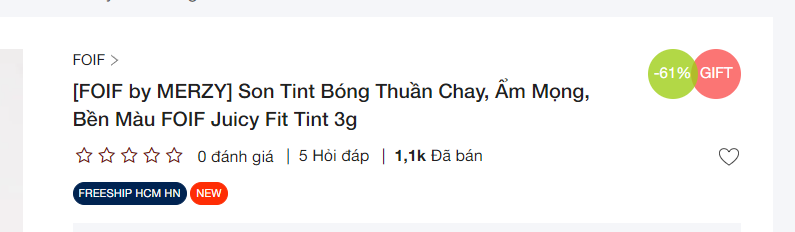 FOIF >
-61% GIFT
[FOIF by MERZY] Son Tint Bóng Thuần Chay, Ẩm Mọng,
Bền Màu FOIF Juicy Fit Tint 3g
0 đánh giá | 5 Hỏi đáp | 1,1k Đã bán
FREESHIP HCM HN NEW